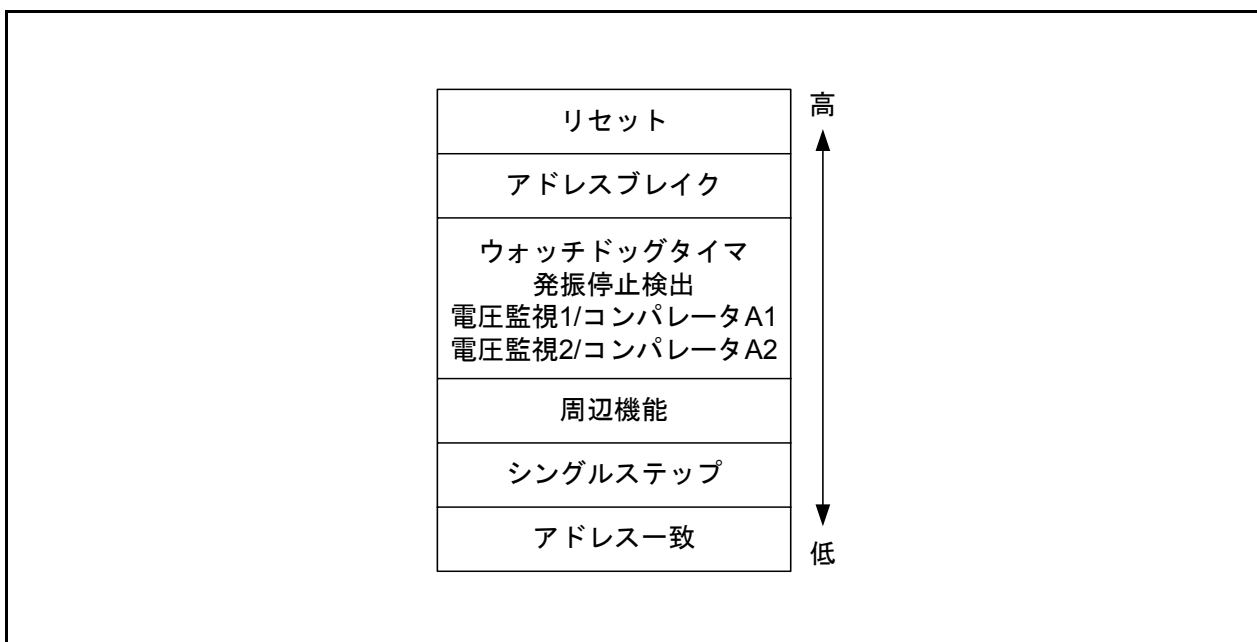 高
リセット
アドレスブレイク
ウォッチドッグタイマ
発振停止検出
電圧監視1/コンパレータA1
電圧監視2/コンパレータA2
周辺機能
シングルステップ
アドレス一致
低